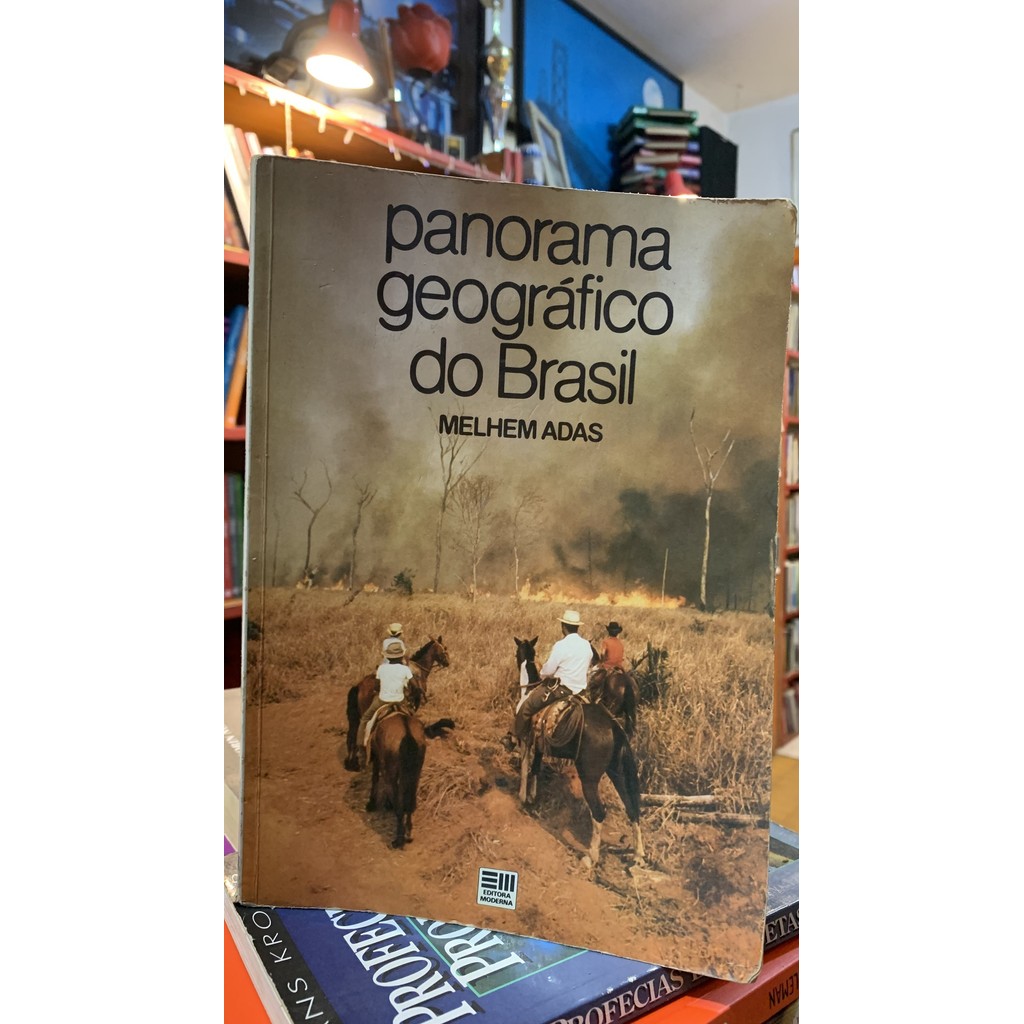 panorama
geográfico
do Brasil
MELHEM ADAS
EDITORA
MODERNA
PROFECIAS